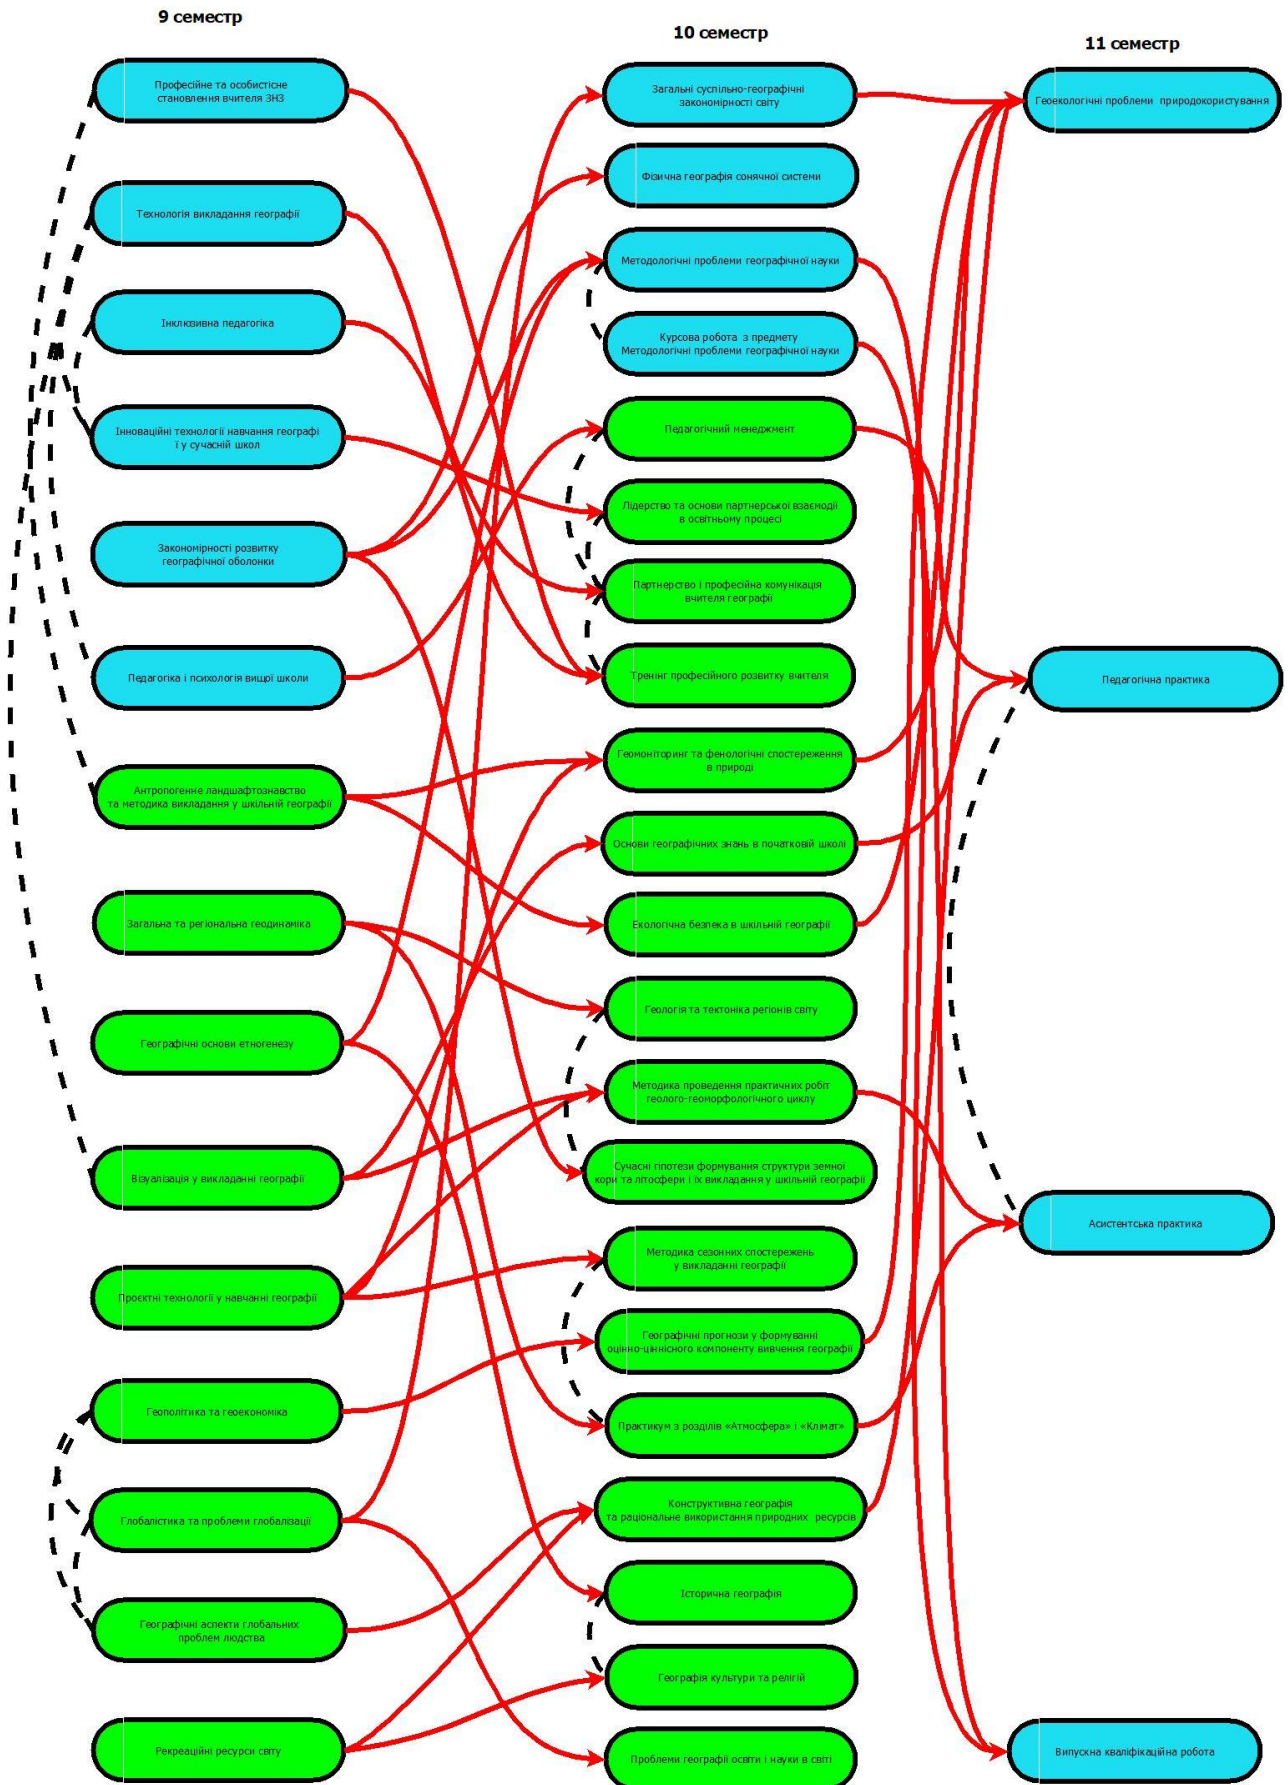 9 семестр
Професійне та особистісне
становлення вчителя ЗНЗ
Технологія викладання географії
Інклюзивна педагогіка
Інноваційні технології навчання географі
ї у сучасній школ
Закономірності розвитку
географічної оболонки
Педагогіка і психологія вищої школи
Антропогенне ландшафтознавство
та методика викладання у шкільній географії
Загальна та регіональна геодинаміка
Географічні основи етногенезу
Візуалізація у викладанні географії
Проєктні технології у навчанні географії
Геополітика та геоекономіка
Глобалістика та проблеми глобалізації
Географічні аспекти глобальних
проблем людства
Рекреаційні ресурси світу
10 семестр
Загальні суспільно-географічні
закономірності світу
Фізична географія сонячної системи
Методологічні проблеми географічної науки
Курсова робота з предмету
Методологічні проблеми географічної науки
Педагогічний менеджмент
Лідерство та основи партнерської взаємодії
в освітньому процесі
Партнерство і професійна комунікація
вчителя географії
Тренінг професійного розвитку вчителя
Геомоніторинг та фенологічні спостереження
в природі
Основи географічних знань в початковій школі
Екологічна безпека в шкільній географії
Геологія та тектоніка регіонів світу
Методика проведення практичних робіт
геолого-геоморфологічного циклу
Сучасні гіпотези формування структури земної
кори та літосфери і їх викладання у шкільній географії
Методика сезонних спостережень
у викладанні географії
Географічні прогнози у формуванні
оцінно-ціннісного компоненту вивчення географії
Практикум з розділів «Атмосфера» і «Клімат»
Конструктивна географія
та раціональне використання природних ресурсів
Історична географія
Географія культури та релігій
Проблеми географії освіти і науки в світі
11 семестр
Геоекологічні проблеми природокористування
Педагогічна практика
Асистентська практика
Випускна кваліфікаційна робота